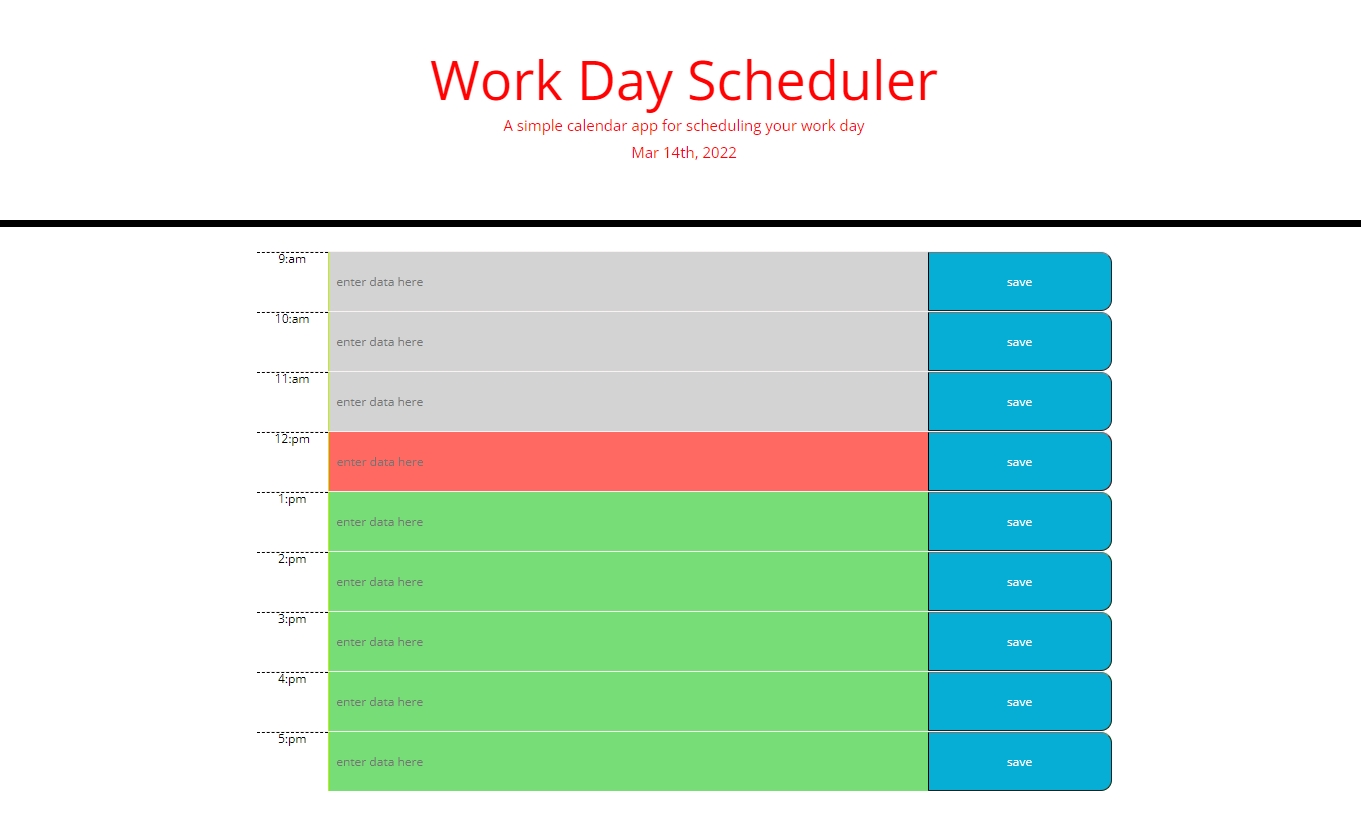 Work Day Scheduler
A simple calendar app for scheduling your work day
Mar 14th, 2022
9:am enter data here save
10:am enter data here save
11:am enter data here save
12:pm enter data here save
1:pm enter data here save
2:pm enter data here save
3:pm enter data here save
4:pm enter data here save
5:pm enter data here save